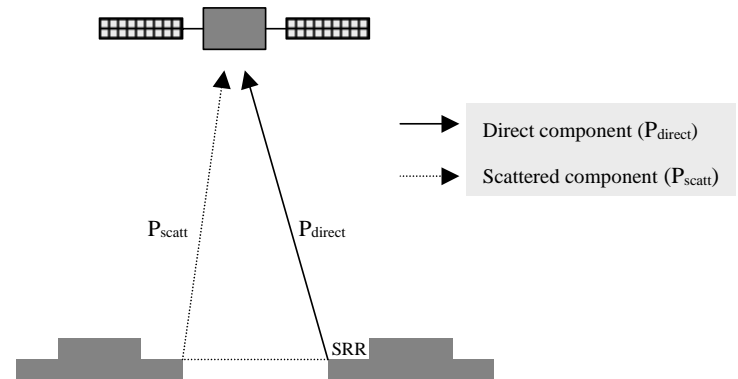 Direct component (Pdirect)
Scattered component (Pscatt)
Pscatt
Pdirect
SRR